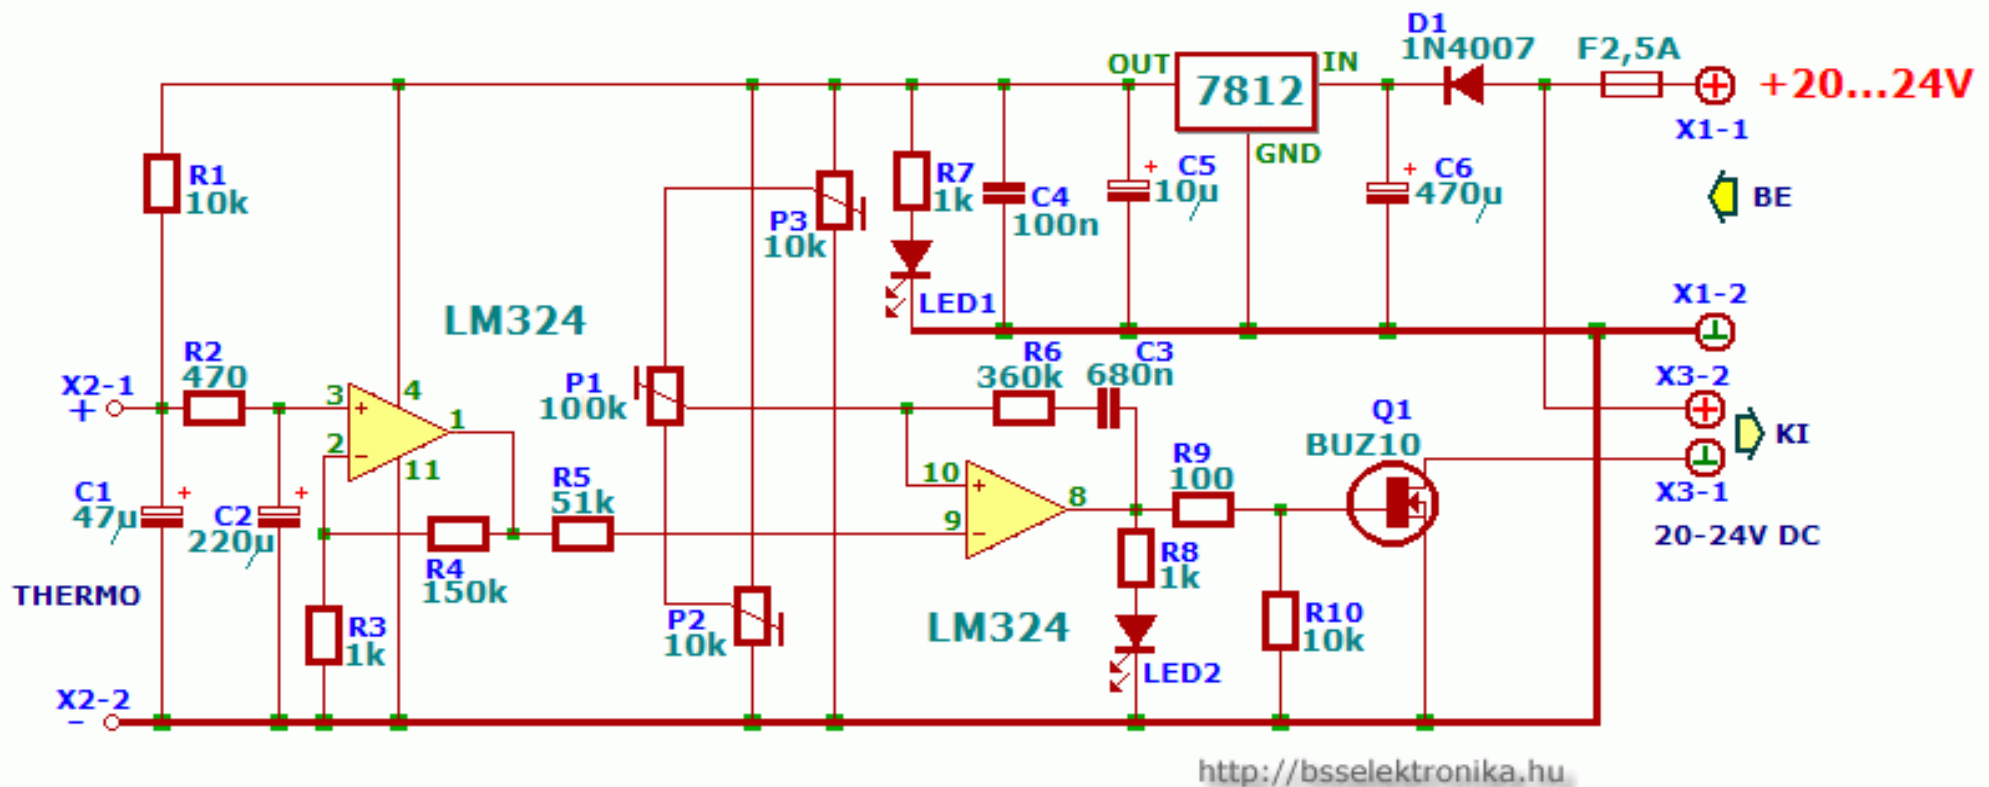 D1
1N4007
F2,5A
OUT
7812
IN
+20...24V
X1-1
GND
R1
10k
P3
10k
R7
1k
C4
100n
+
C5
10µ
+
C6
470µ
BE
LED1
X1-2
LM324
R2
470
X2-1
+
3
+
4
2
−
1
11
P1
100k
R6
360k
C3
680n
X3-2
Q1
BUZ10
KI
X3-1
20-24V DC
C1
47µ
+
C2
220µ
+
R5
51k
10
+
9
−
8
R9
100
R4
150k
R8
1k
THERMO
R3
1k
P2
10k
LM324
R10
10k
LED2
X2-2
-
http://bsselektronika.hu